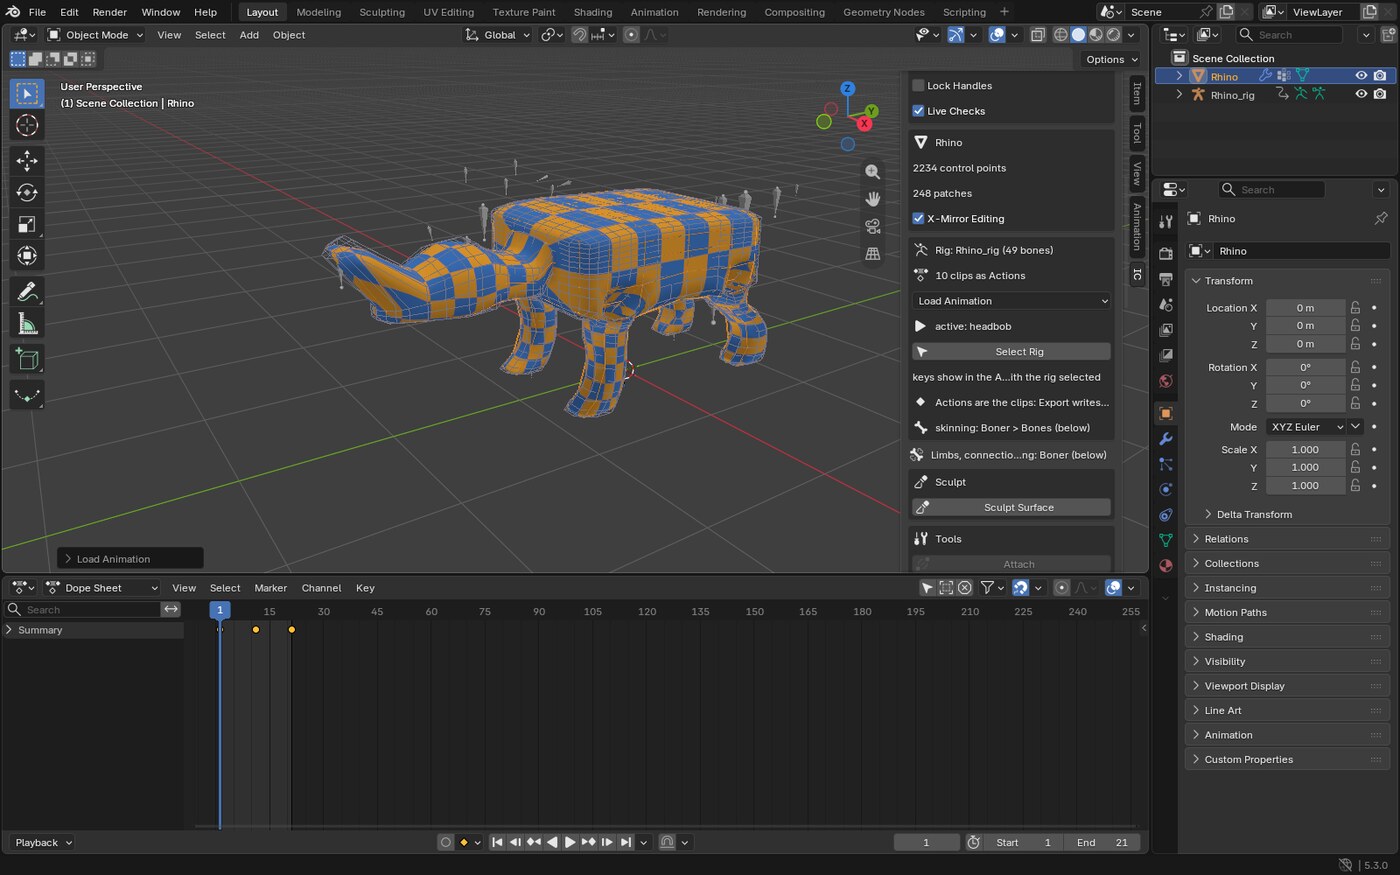 File Edit Render Window Help Layout Modeling Sculpting UV Editing Texture Paint Shading Animation Rendering Compositing Geometry Nodes Scripting + Scene ViewLayer
Object Mode View Select Add Object Global Search
Options
User Perspective
(1) Scene Collection | Rhino
Z
Y
X
Lock Handles
Live Checks
Rhino
2234 control points
248 patches
X-Mirror Editing
Rig: Rhino_rig (49 bones)
10 clips as Actions
Load Animation
active: headbob
Select Rig
keys show in the A...ith the rig selected
Actions are the clips: Export writes...
skinning: Boner > Bones (below)
Limbs, connectio...ng: Boner (below)
Sculpt
Sculpt Surface
Tools
Attach
Item
Tool
View
Animation
IC
Load Animation
Scene Collection
Rhino
Rhino_rig
Search
Rhino
Rhino
Transform
Location X 0 m
Y 0 m
Z 0 m
Rotation X 0°
Y 0°
Z 0°
Mode XYZ Euler
Scale X 1.000
Y 1.000
Z 1.000
Delta Transform
Relations
Collections
Instancing
Motion Paths
Shading
Visibility
Viewport Display
Line Art
Animation
Custom Properties
Dope Sheet View Select Marker Channel Key
Search 1 15 30 45 60 75 90 105 120 135 150 165 180 195 210 225 240 255
Summary
Playback 1 Start 1 End 21
5.3.0